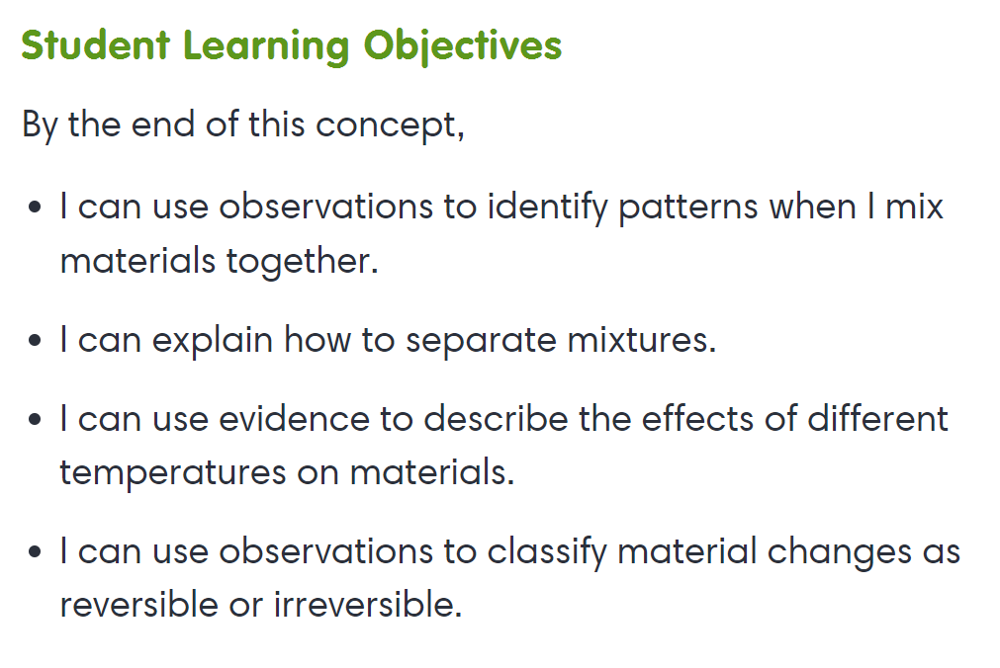 Student Learning Objectives
By the end of this concept,
• I can use observations to identify patterns when I mix
materials together.
• I can explain how to separate mixtures.
• I can use evidence to describe the effects of different
temperatures on materials.
• I can use observations to classify material changes as
reversible or irreversible.